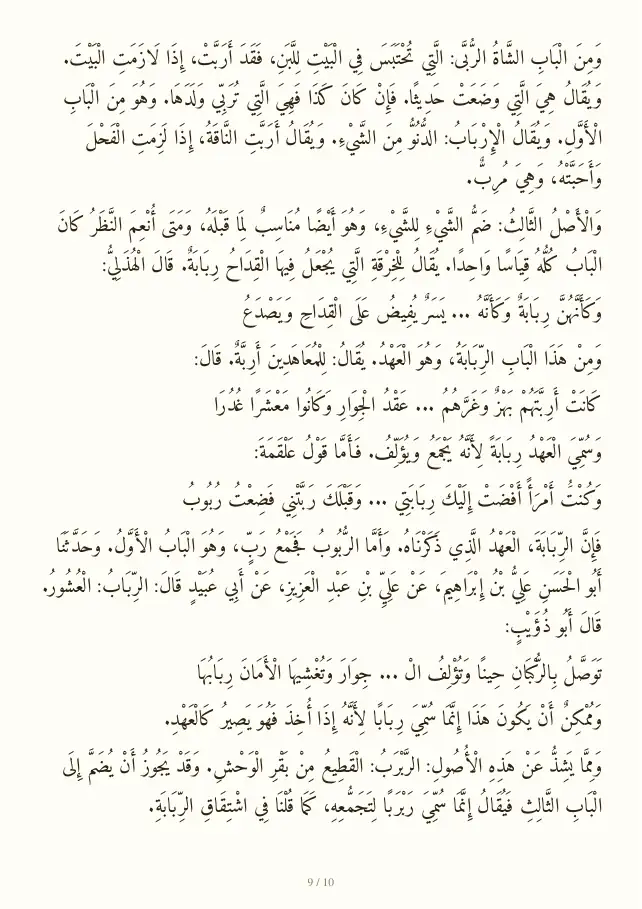 وَمِنَ الْبَابِ الشَّاةُ الرُّبَّى: الَّتِي تُحْتَبَسُ فِي الْبَيْتِ لِلَّبَنِ، فَقَدَ أَرَبَّتْ، إِذَا لَازَمَتِ الْبَيْتَ.
وَيُقَالُ هِيَ الَّتِي وَضَعَتْ حَدِيثًا. فَإِنْ كَانَ كَذَا فَهِيَ الَّتِي تُرَبِّي وَلَدَهَا. وَهُوَ مِنَ الْبَابِ
الْأَوَّلِ. وَيُقَالُ الْإِرْبَابُ: الدُّنُوُّ مِنَ الشَّيْءِ. وَيُقَالُ أَرَبَّتِ النَّاقَةُ، إِذَا لَزِمَتِ الْفَحْلَ
وَأَحَبَّتْهُ، وَهِيَ مُرِبٌّ.
وَالْأَصْلُ الثَّالِثُ: ضَمُّ الشَّيْءِ لِلشَّيْءِ، وَهُوَ أَيْضًا مُنَاسِبٌ لِمَا قَبْلَهُ، وَمَتَى أُنْعِمَ النَّظَرُ كَانَ
الْبَابُ كُلُّهُ قِيَاسًا وَاحِدًا. يُقَالُ لِلْخِرْقَةِ الَّتِي يُجْعَلُ فِيهَا الْقِدَاحُ رِبَابَةٌ. قَالَ الْهُذَلِيُّ:
وَكَأَنَّهُنَّ رِبَابَةٌ وَكَأَنَّهُ ... يَسَرٌ يُفِيضُ عَلَى الْقِدَاحِ وَيَصْدَعُ
وَمِنْ هَذَا الْبَابِ الرِّبَابَةُ، وَهُوَ الْعَهْدُ. يُقَالُ: لِلْمُعَاهَدِينَ أَرِبَّةٌ. قَالَ:
كَانَتْ أَرِبَّتَهُمْ بَهْزٌ وَغَرَّهُمُ ... عَقْدُ الْجِوَارِ وَكَانُوا مَعْشَرًا غُدُرَا
وَسُمِّيَ الْعَهْدُ رِبَابَةً لِأَنَّهُ يَجْمَعُ وَيُؤَلِّفُ. فَأَمَّا قَوْلُ عَلْقَمَةَ:
وَكُنْتُ أَمْرَأً أَفْضَتْ إِلَيْكَ رِبَابَتِي ... وَقَبْلَكَ رَبَّتْنِي فَضِعْتُ رُبُوبُ
فَإِنَّ الرِّبَابَةَ، الْعَهْدُ الَّذِي ذَكَرْنَاهُ. وَأَمَّا الرُّبُوبُ فَجَمْعُ رَبٍّ، وَهُوَ الْبَابُ الْأَوَّلُ. وَحَدَّثَنَا
أَبُو الْحَسَنِ عَلِيُّ بْنُ إِبْرَاهِيمَ، عَنْ عَلِيِّ بْنِ عَبْدِ الْعَزِيزِ، عَنْ أَبِي عُبَيْدٍ قَالَ: الرِّبَابُ: الْعُشُورُ.
قَالَ أَبُو ذُؤَيْبٍ:
تَوَصَّلُ بِالرُّكْبَانِ حِينًا وَتُؤْلِفُ الْ ... جِوَارَ وَتُغْشِيهَا الْأَمَانَ رِبَابُهَا
وَمُمْكِنٌ أَنْ يَكُونَ هَذَا إِنَّمَا سُمِّيَ رِبَابًا لِأَنَّهُ إِذَا أُخِذَ فَهُوَ يَصِيرُ كَالْعَهْدِ.
وَمِمَّا يَشِذُّ عَنْ هَذِهِ الْأُصُولِ: الرَّبْرَبُ: الْقَطِيعُ مِنْ بَقَرِ الْوَحْشِ. وَقَدْ يَجُوزُ أَنْ يُضَمَّ إِلَى
الْبَابِ الثَّالِثِ فَيُقَالُ إِنَّمَا سُمِّيَ رَبْرَبًا لِتَجَمُّعِهِ، كَمَا قُلْنَا فِي اشْتِقَاقِ الرِّبَابَةِ.
9 / 10